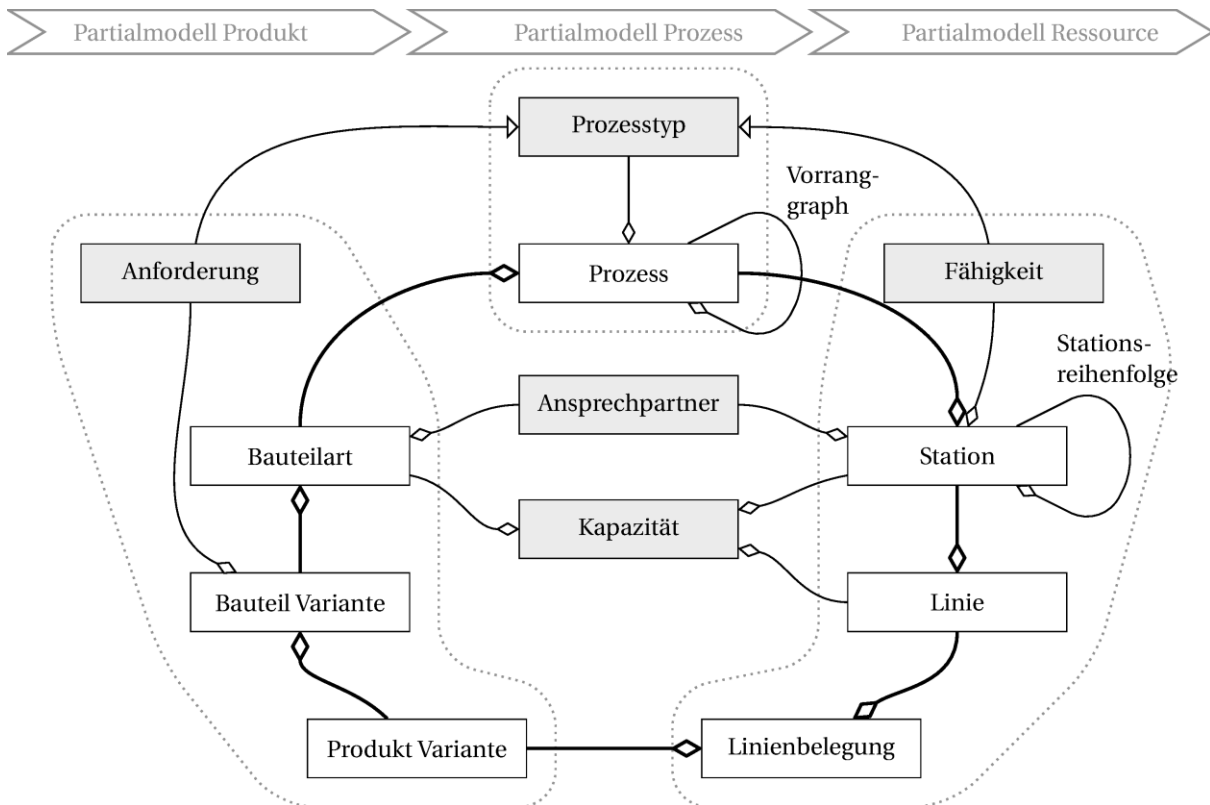 Partialmodell Produkt
Partialmodell Prozess
Partialmodell Ressource
Prozesstyp
Vorrang-
graph
Anforderung
Prozess
Fähigkeit
Stations-
reihenfolge
Ansprechpartner
Bauteilart
Station
Kapazität
Bauteil Variante
Linie
Produkt Variante
Linienbelegung